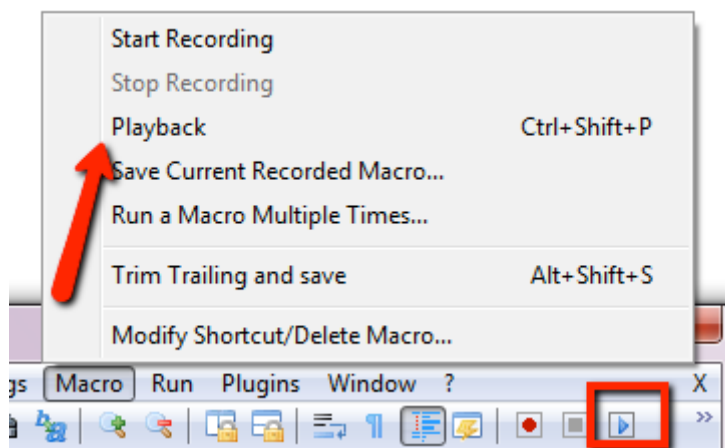 Start Recording
Stop Recording
Playback Ctrl+Shift+P
Save Current Recorded Macro...
Run a Macro Multiple Times...
Trim Trailing and save Alt+Shift+S
Modify Shortcut/Delete Macro...
gs Macro Run Plugins Window ? X